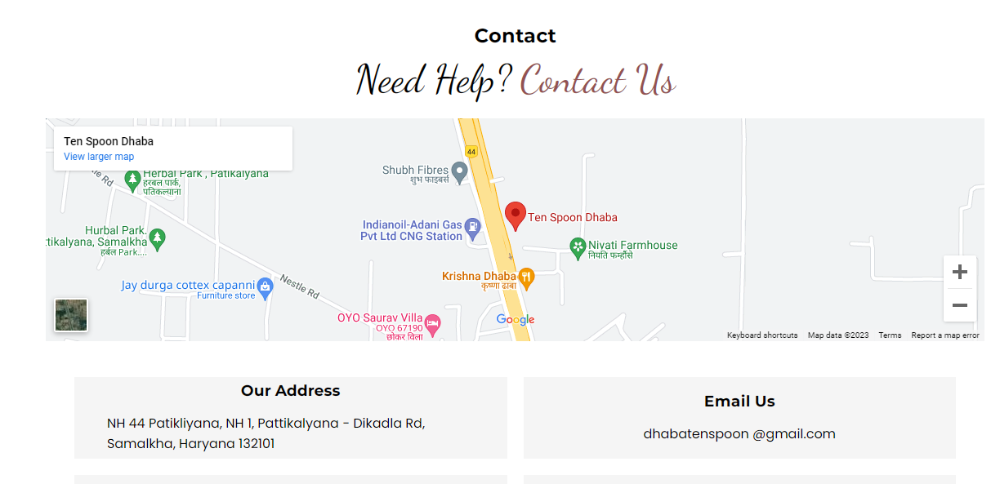 Contact
Need Help? Contact Us
Ten Spoon Dhaba
View larger map
44
Herbal Park , Patikalyana
हरबल पार्क,
पतिकल्याना
Shubh Fibres
शुभ फाइबर्स
Ten Spoon Dhaba
Indianoil-Adani Gas
Pvt Ltd CNG Station
Hurbal Park.
tikalyana, Samalkha
हर्बल Park....
Nivati Farmhouse
नियति फर्म्हौसे
Krishna Dhaba
कृष्णा ढाबा
Jay durga cottex capanni
Furniture store
Nestle Rd
OYO Saurav Villa
OYO 67190
छोकर विला
Google
Keyboard shortcuts Map data ©2023 Terms Report a map error
Our Address
NH 44 Patikliyana, NH 1, Pattikalyana - Dikadla Rd,
Samalkha, Haryana 132101
Email Us
dhabatenspoon @gmail.com